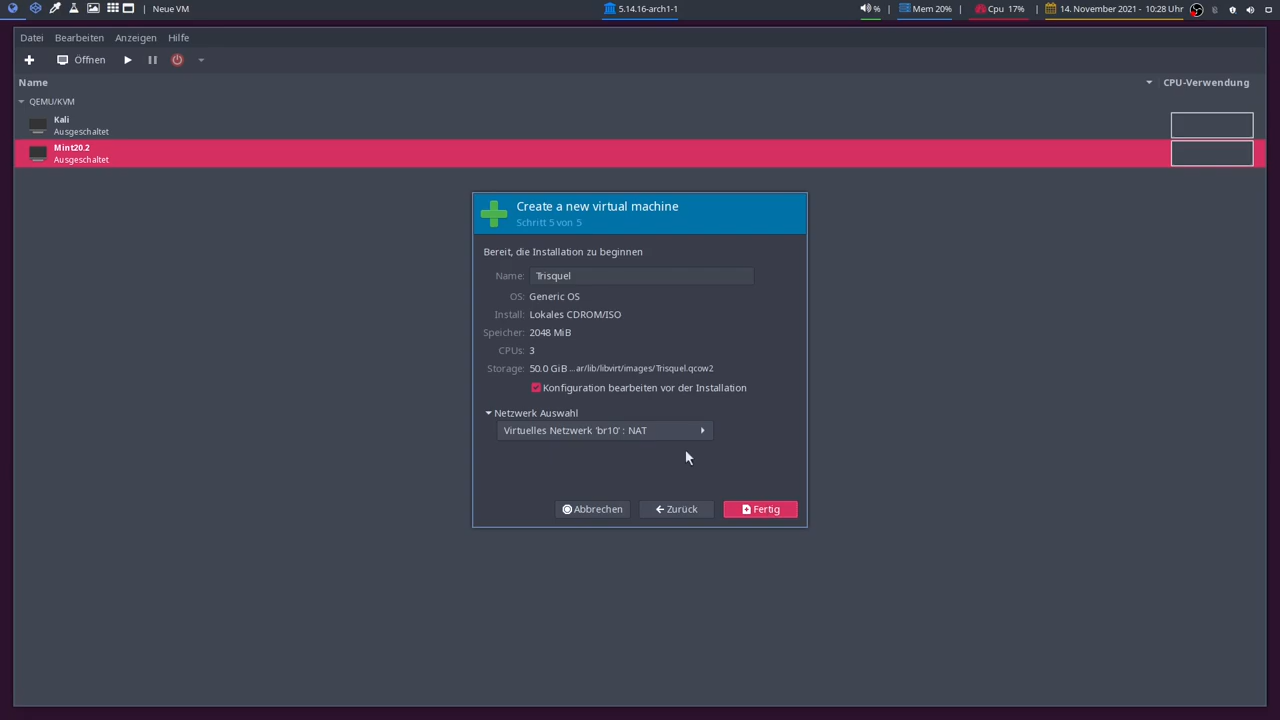 Neue VM
5.14.16-arch1-1
% | Mem 20% | Cpu 17% | 14. November 2021 - 10:28 Uhr
Datei Bearbeiten Anzeigen Hilfe
Öffnen
Name CPU-Verwendung
QEMU/KVM
Kali
Ausgeschaltet
Mint20.2
Ausgeschaltet
Create a new virtual machine
Schritt 5 von 5
Bereit, die Installation zu beginnen
Name: Trisquel
OS: Generic OS
Install: Lokales CDROM/ISO
Speicher: 2048 MiB
CPUs: 3
Storage: 50.0 GiB ...ar/lib/libvirt/images/Trisquel.qcow2
Konfiguration bearbeiten vor der Installation
Netzwerk Auswahl
Virtuelles Netzwerk 'br10' : NAT
Abbrechen Zurück Fertig